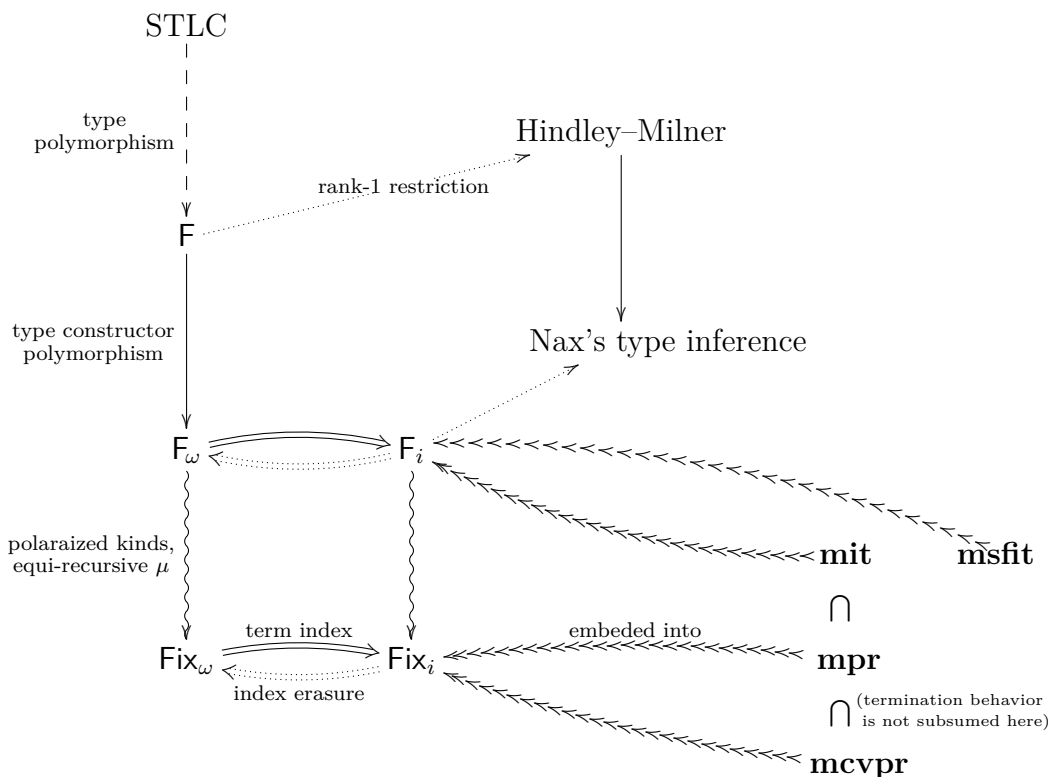 STLC
type
polymorphism
Hindley–Milner
rank-1 restriction
F
type constructor
polymorphism
Nax's type inference
F_ω
F_i
polaraized kinds,
equi-recursive μ
mit
msfit
⋂
term index
embeded into
Fix_ω
Fix_i
mpr
index erasure
⋂
(termination behavior
is not subsumed here)
mcvpr